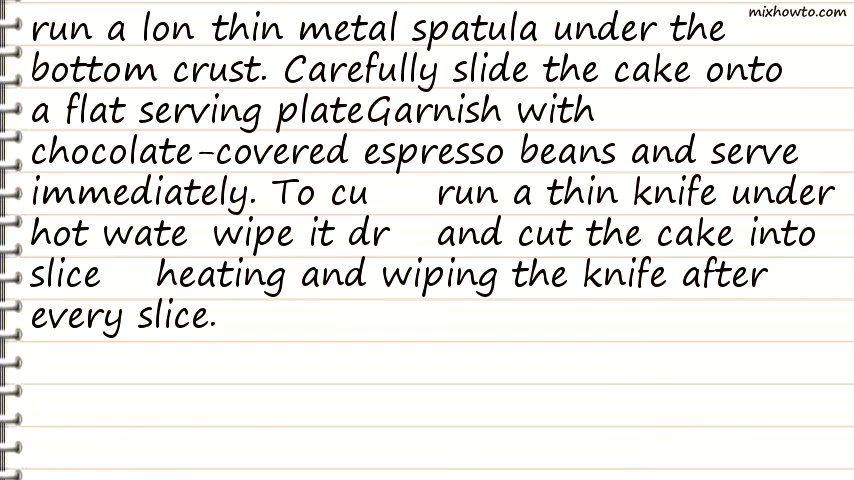 mixhowto.com
run a lon thin metal spatula under the
bottom crust. Carefully slide the cake onto
a flat serving plateGarnish with
chocolate-covered espresso beans and serve
immediately. To cu run a thin knife under
hot wate wipe it dr and cut the cake into
slice heating and wiping the knife after
every slice.